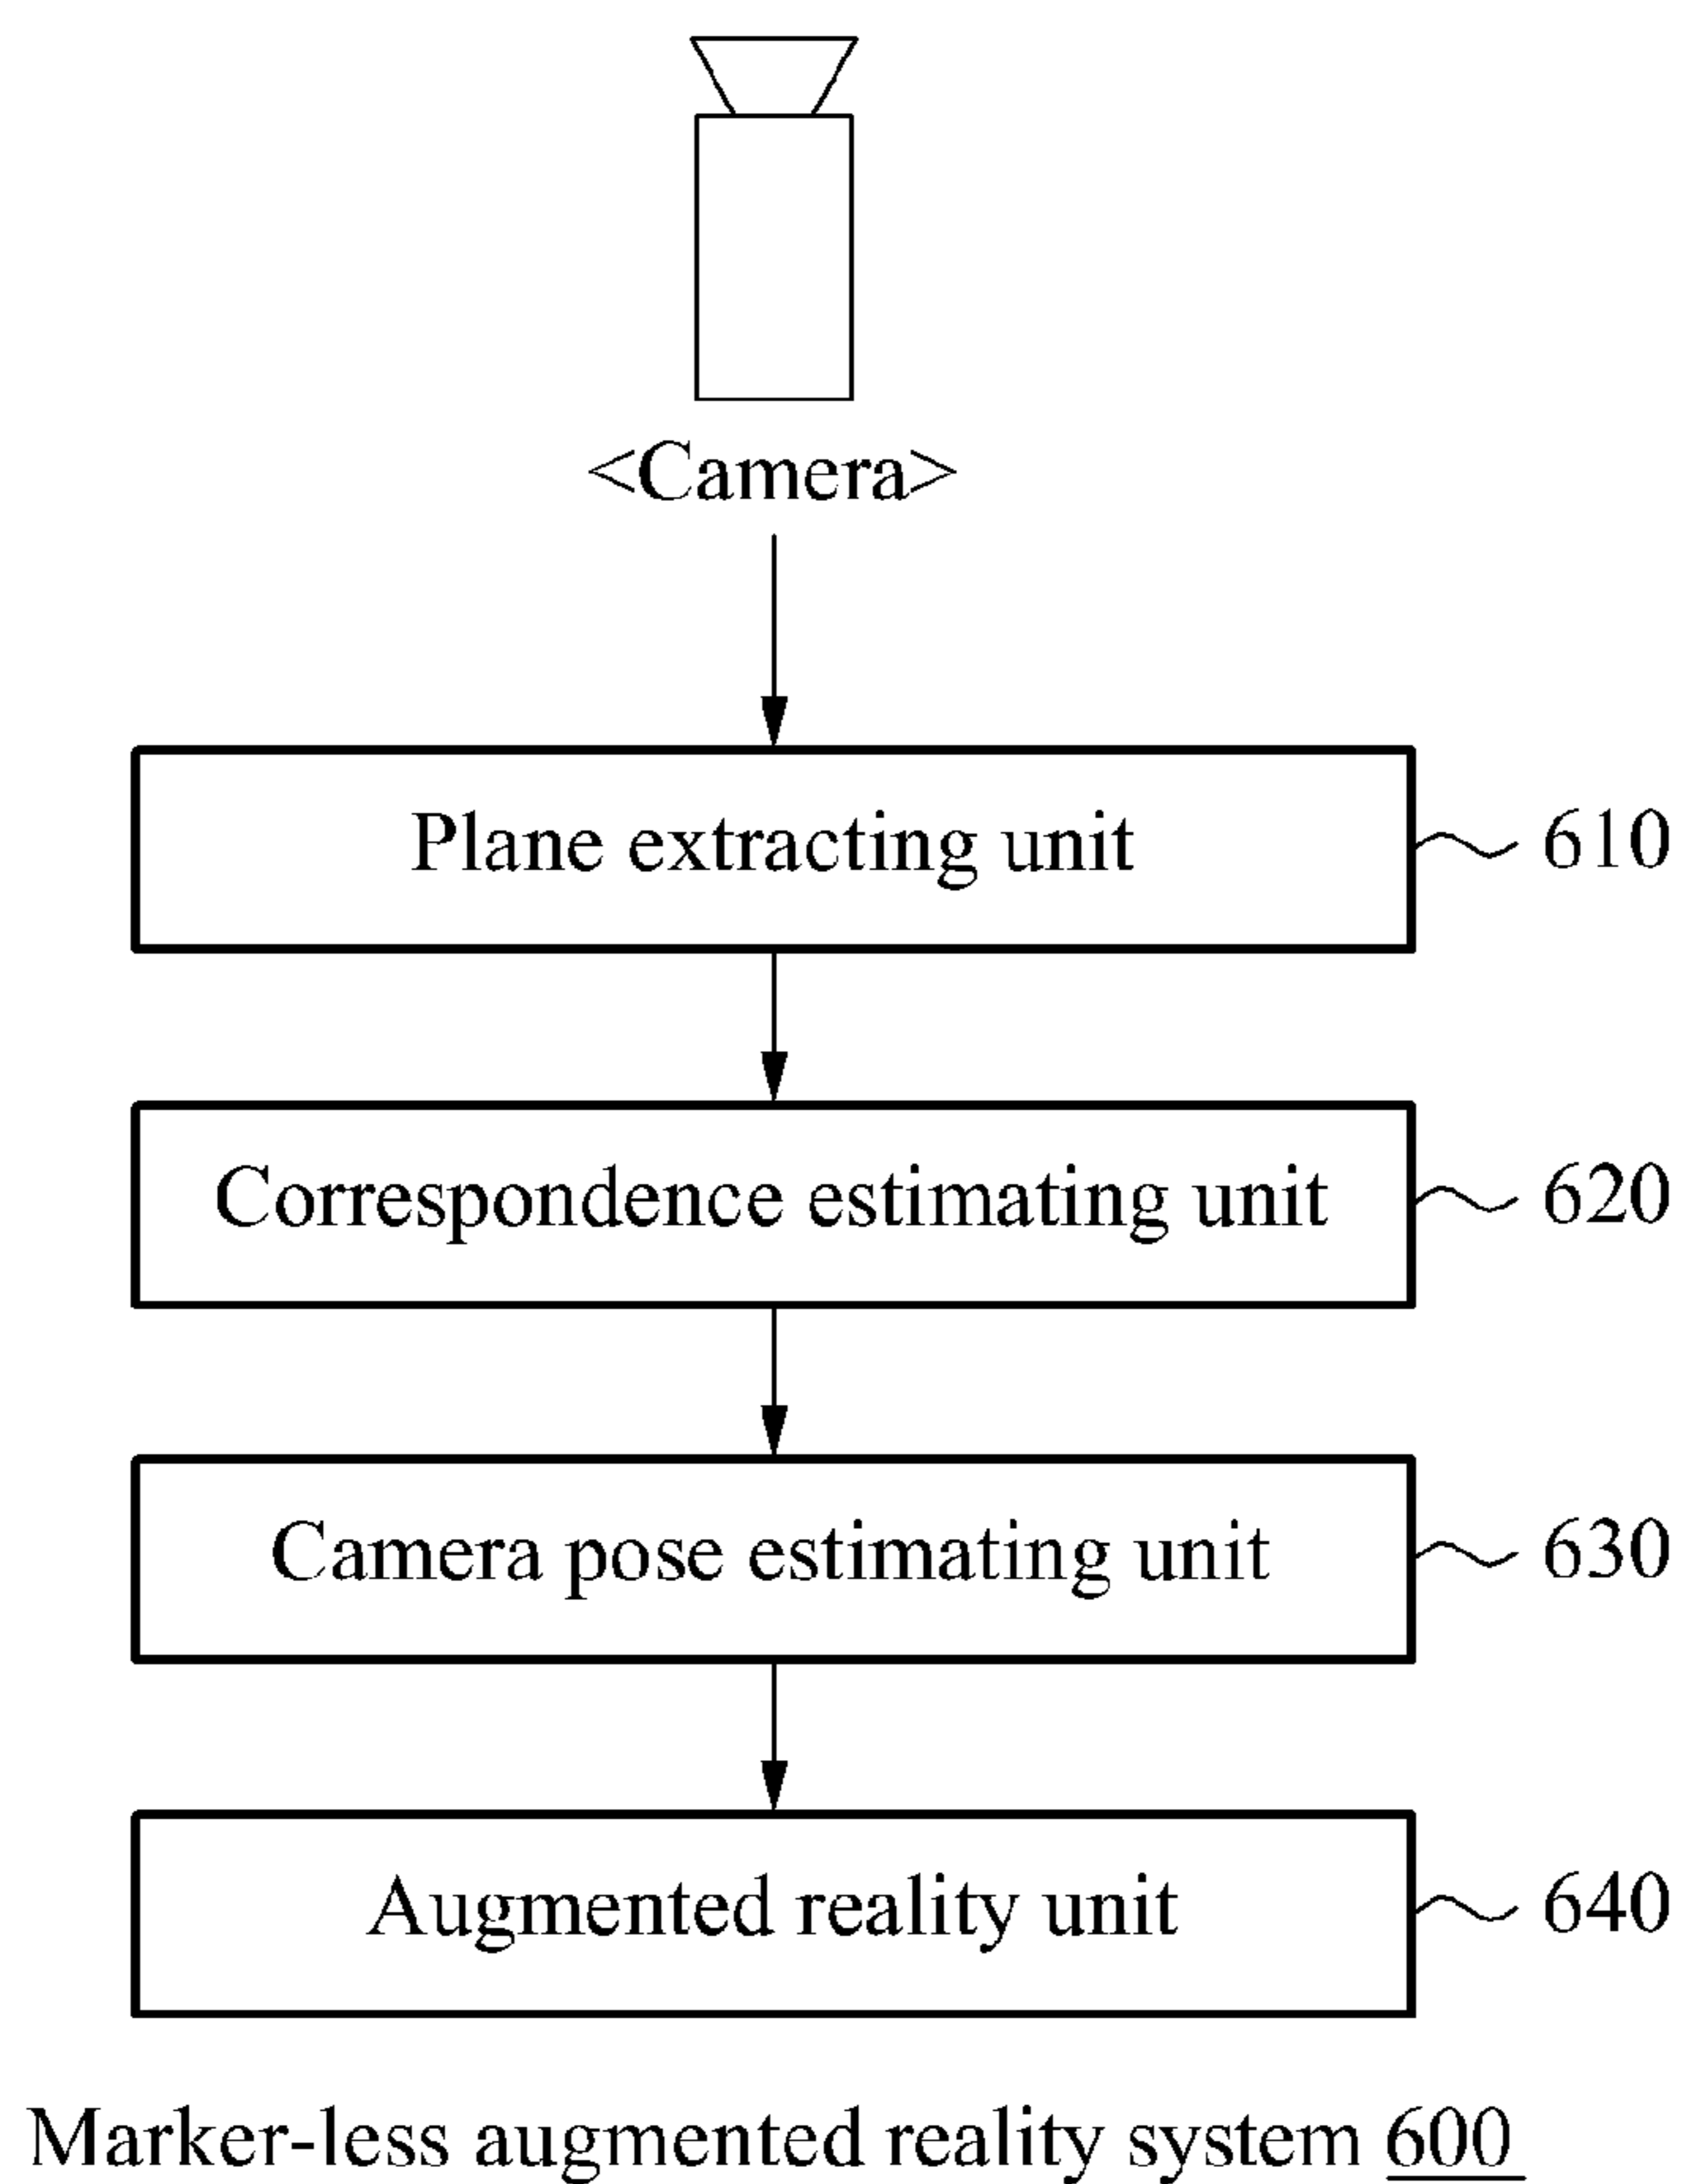 <Camera>
Plane extracting unit 610
Correspondence estimating unit 620
Camera pose estimating unit 630
Augmented reality unit 640
Marker-less augmented reality system 600